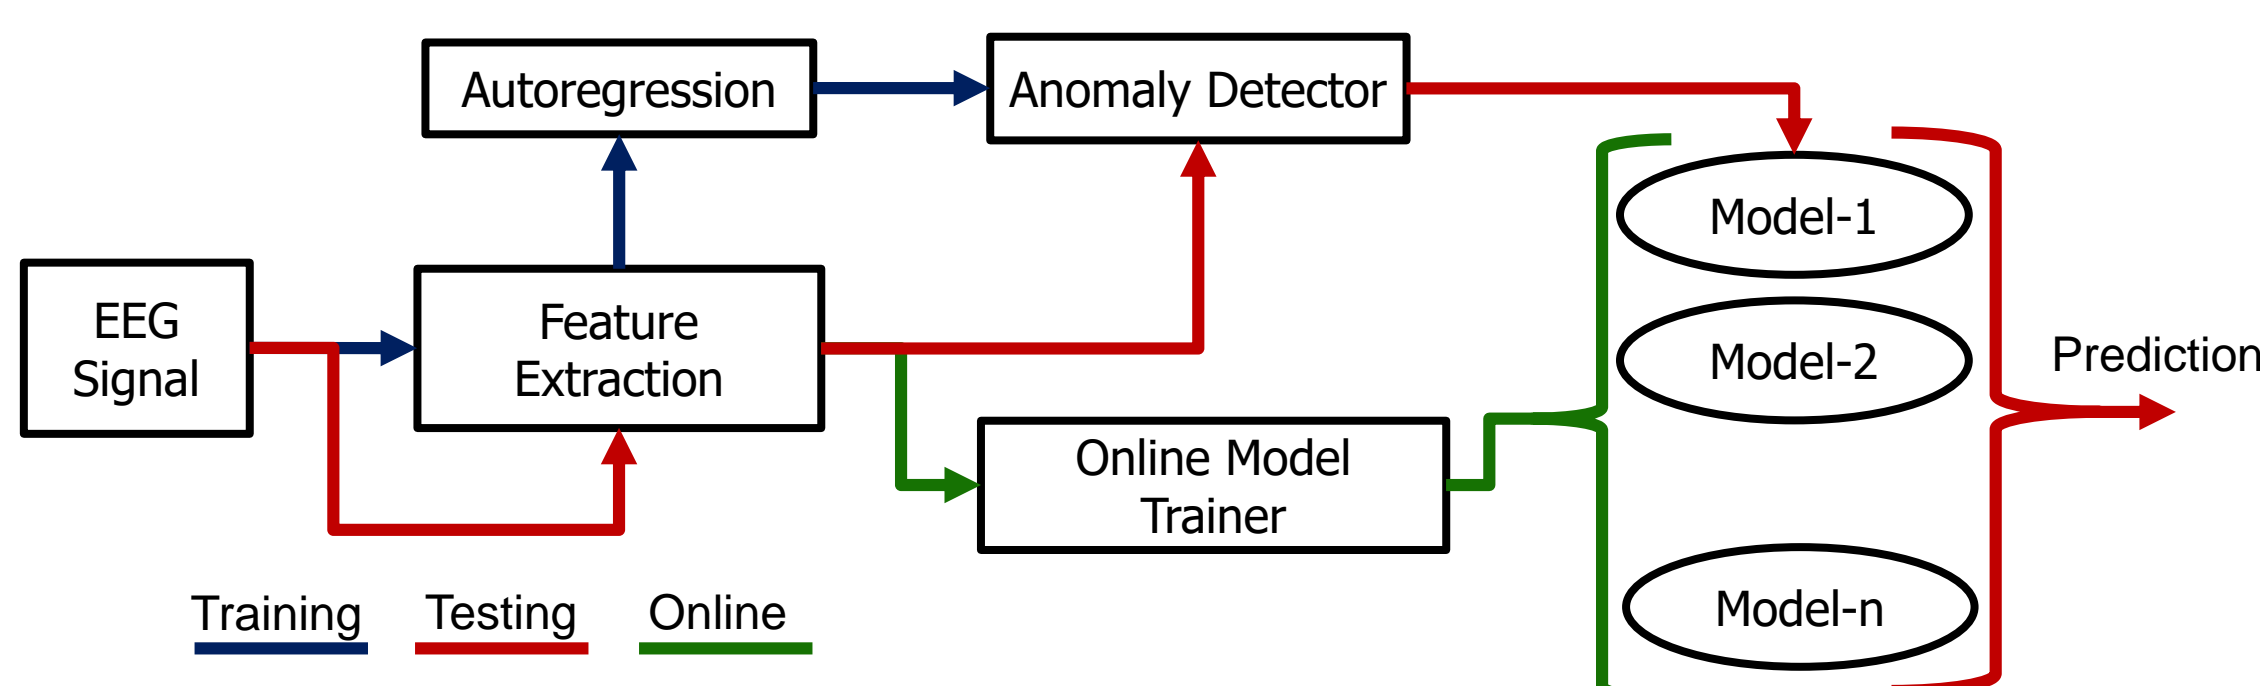 Autoregression
Anomaly Detector
Model-1
EEG
Signal
Feature
Extraction
Model-2
Prediction
Online Model
Trainer
Model-n
Training
Testing
Online